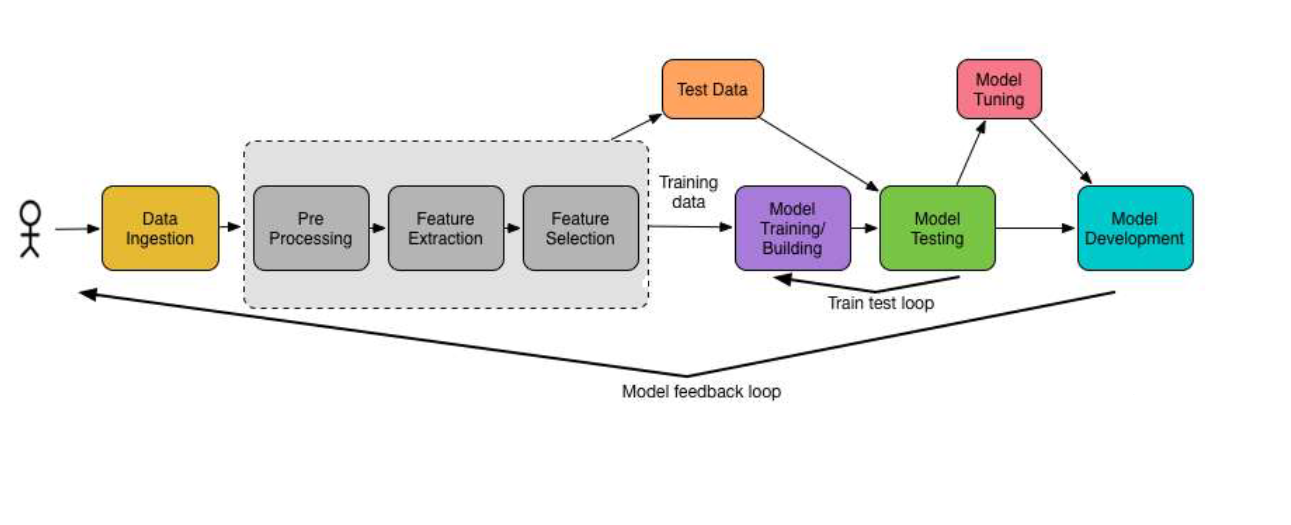 Test Data
Model
Tuning
Data
Ingestion
Pre
Processing
Feature
Extraction
Feature
Selection
Training
data
Model
Training/
Building
Model
Testing
Model
Development
Train test loop
Model feedback loop